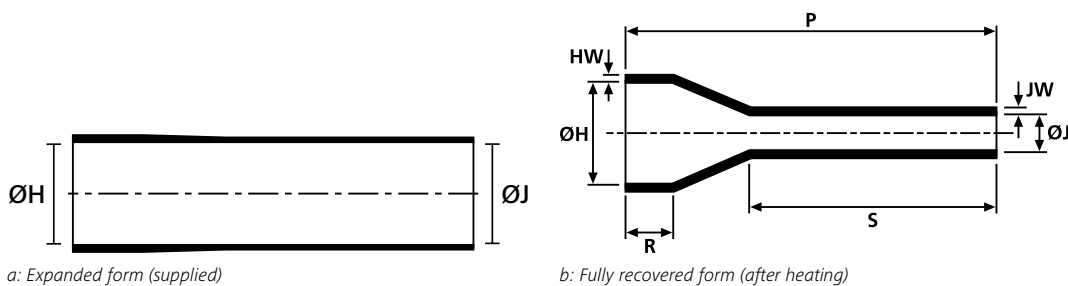 ØH
ØJ
a: Expanded form (supplied)
P
HW
JW
ØH
ØJ
S
R
b: Fully recovered form (after heating)